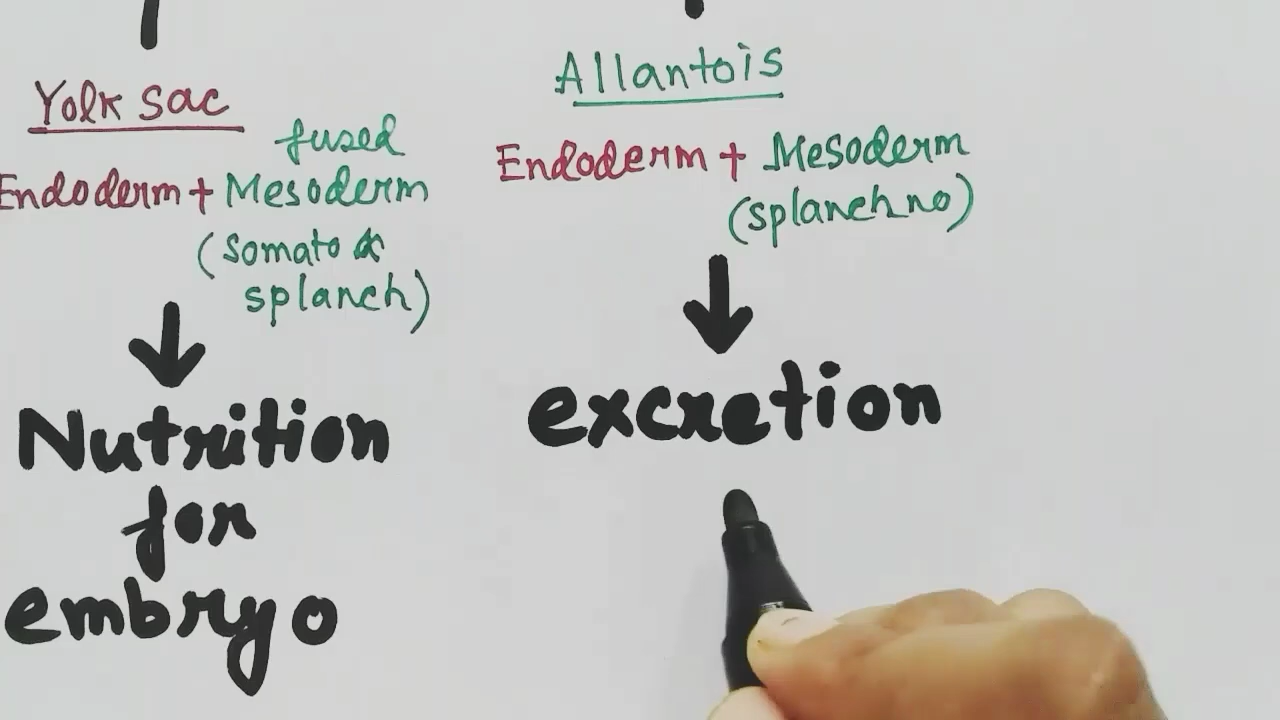 Yolk sac
fused
Endoderm + Mesoderm
(somato &
splanch)
Nutrition
for
embryo
Allantois
Endoderm + Mesoderm
(splanchno)
excretion